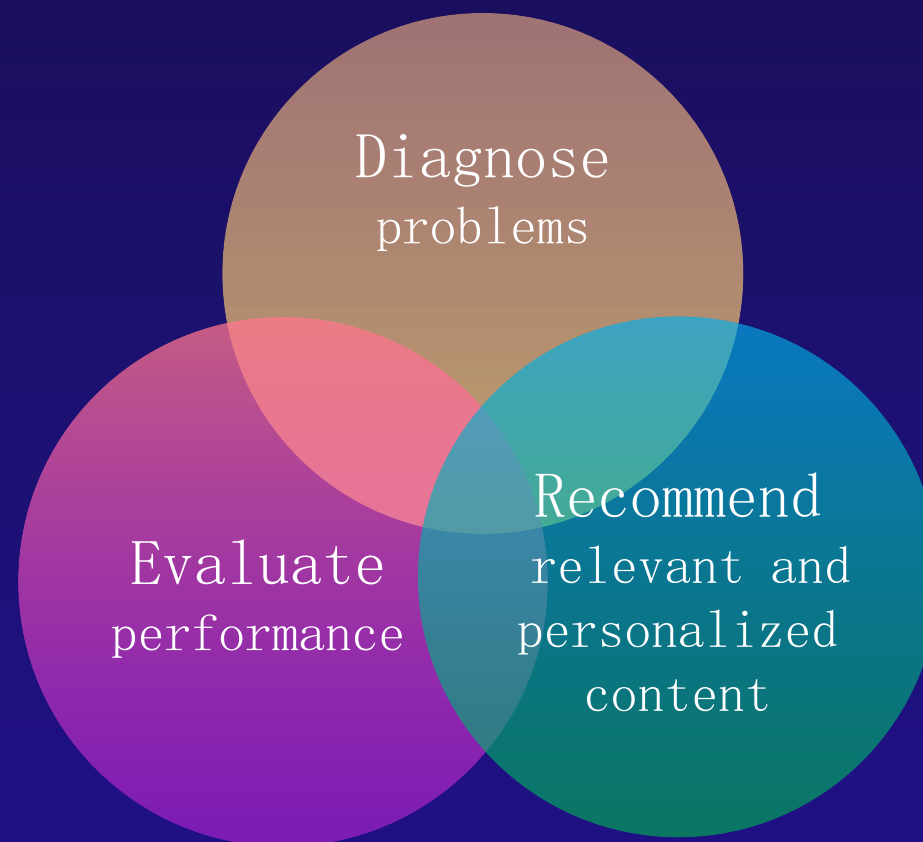 Diagnose
problems
Evaluate
performance
Recommend
relevant and
personalized
content